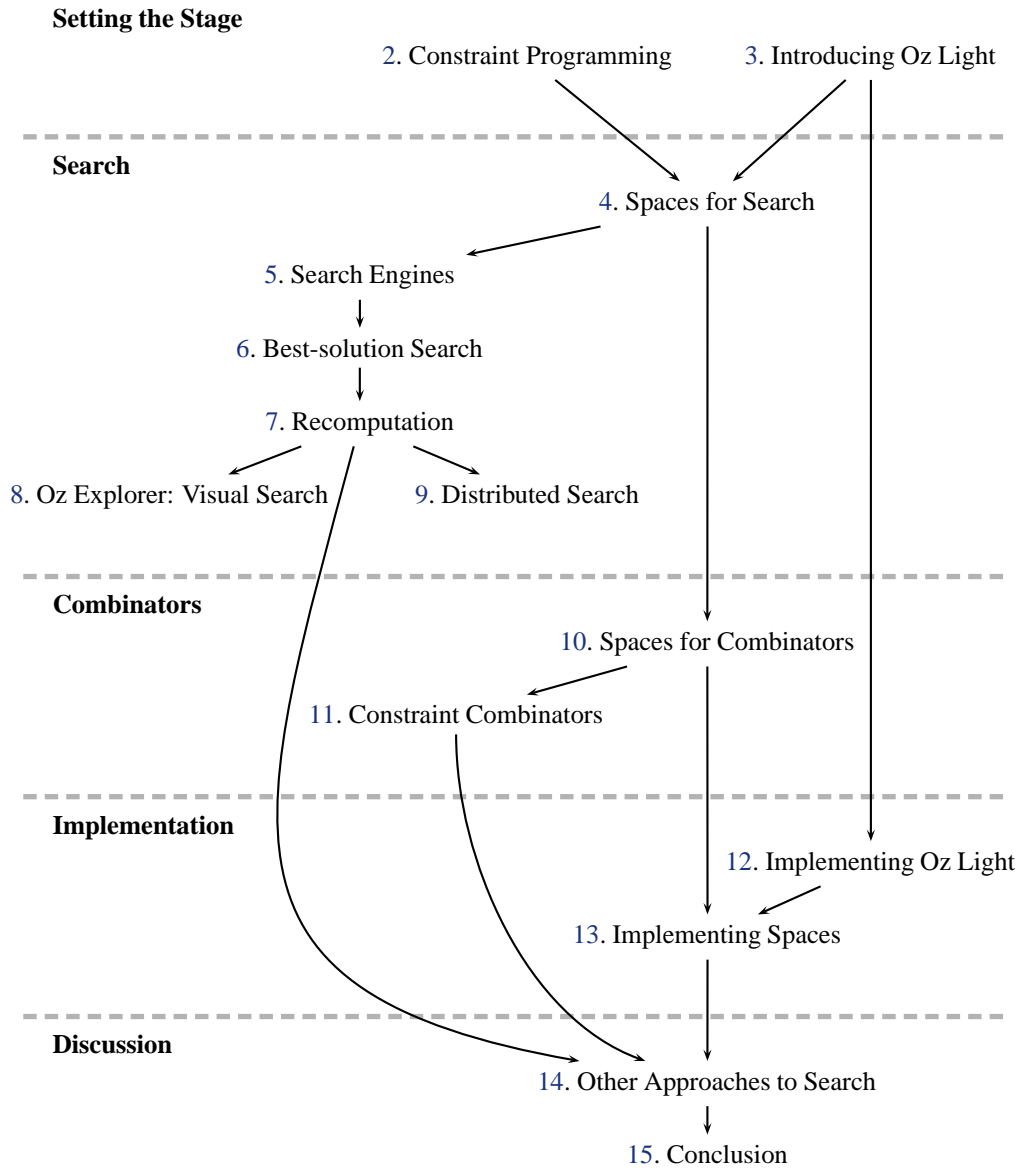 Setting the Stage
2. Constraint Programming
3. Introducing Oz Light
Search
4. Spaces for Search
5. Search Engines
6. Best-solution Search
7. Recomputation
8. Oz Explorer: Visual Search
9. Distributed Search
Combinators
10. Spaces for Combinators
11. Constraint Combinators
Implementation
12. Implementing Oz Light
13. Implementing Spaces
Discussion
14. Other Approaches to Search
15. Conclusion